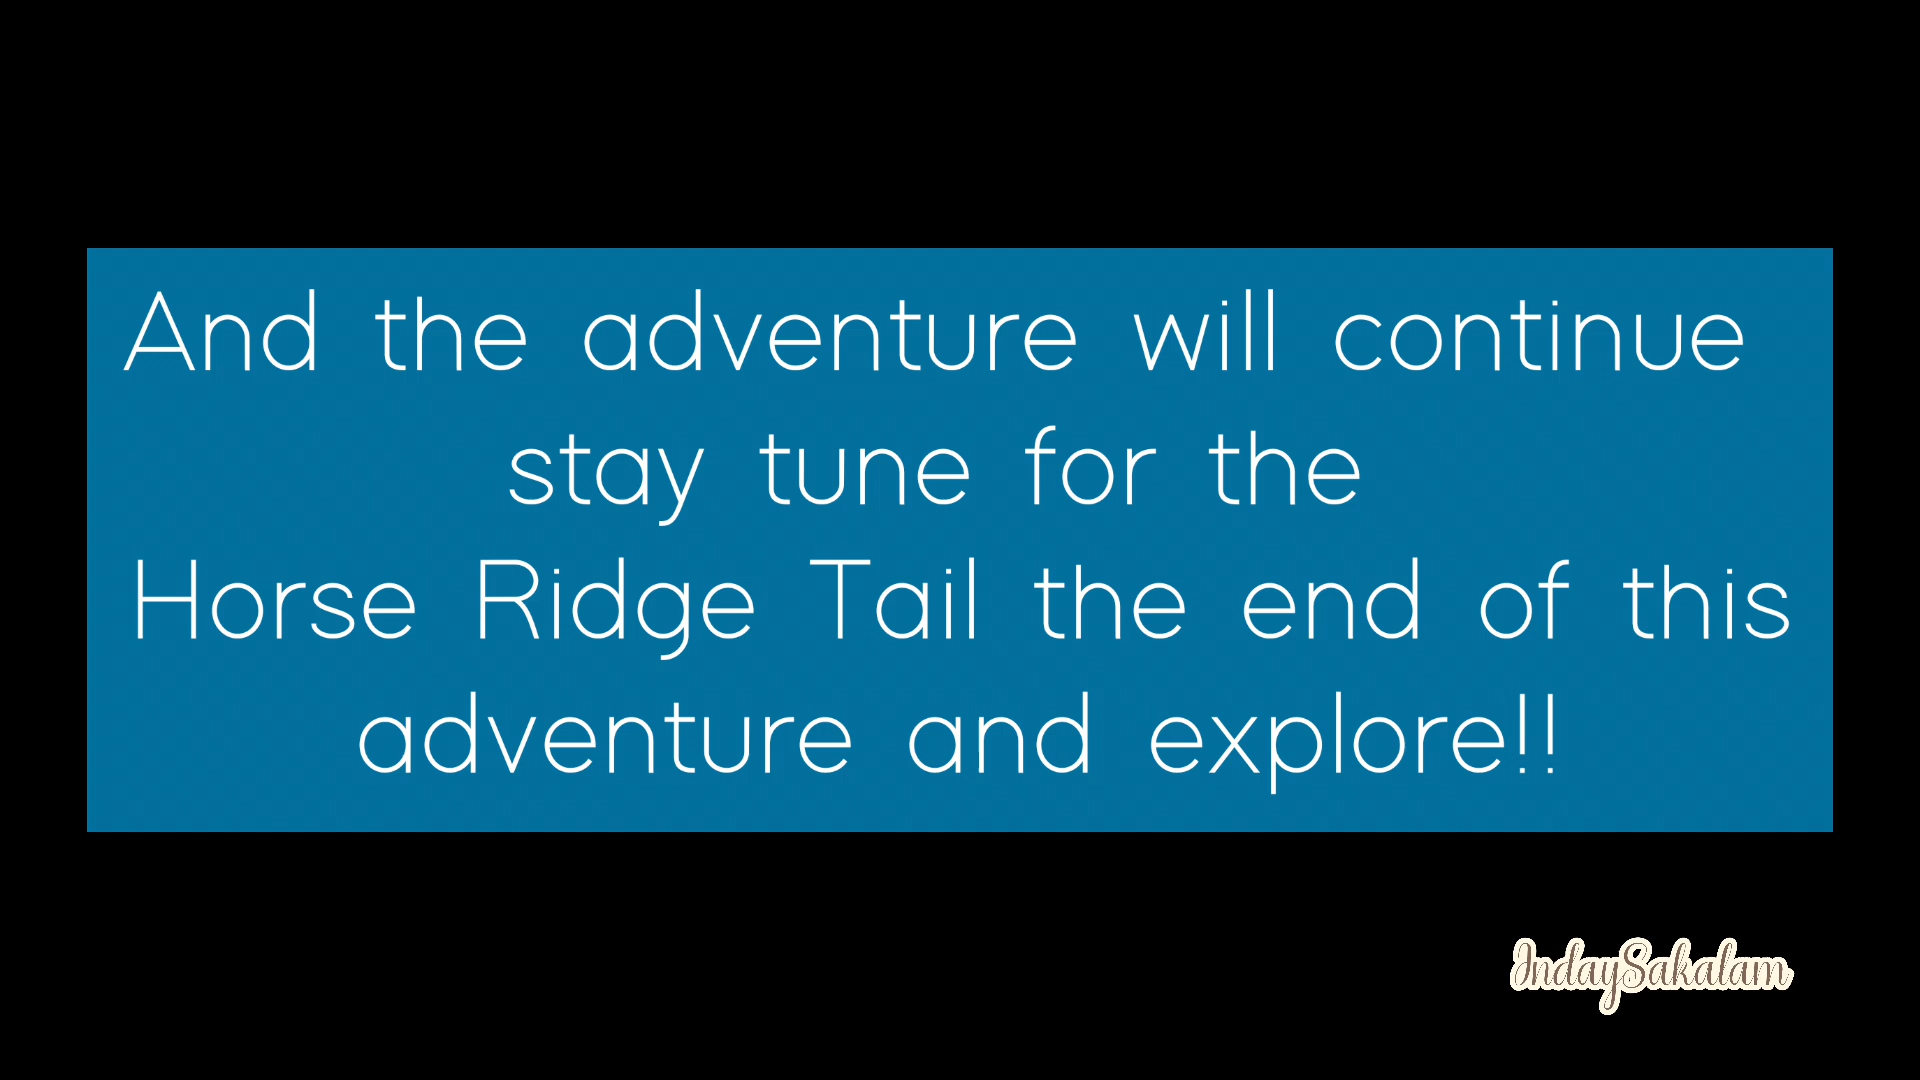 And the adventure will continue
stay tune for the
Horse Ridge Tail the end of this
adventure and explore!!
IndaySakalam